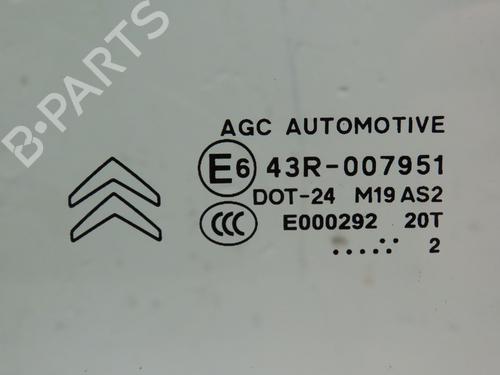 B-PARTS
AGC AUTOMOTIVE
E6 43R-007951
DOT-24 M19 AS2
CCC E000292 20T
.....∵ 2